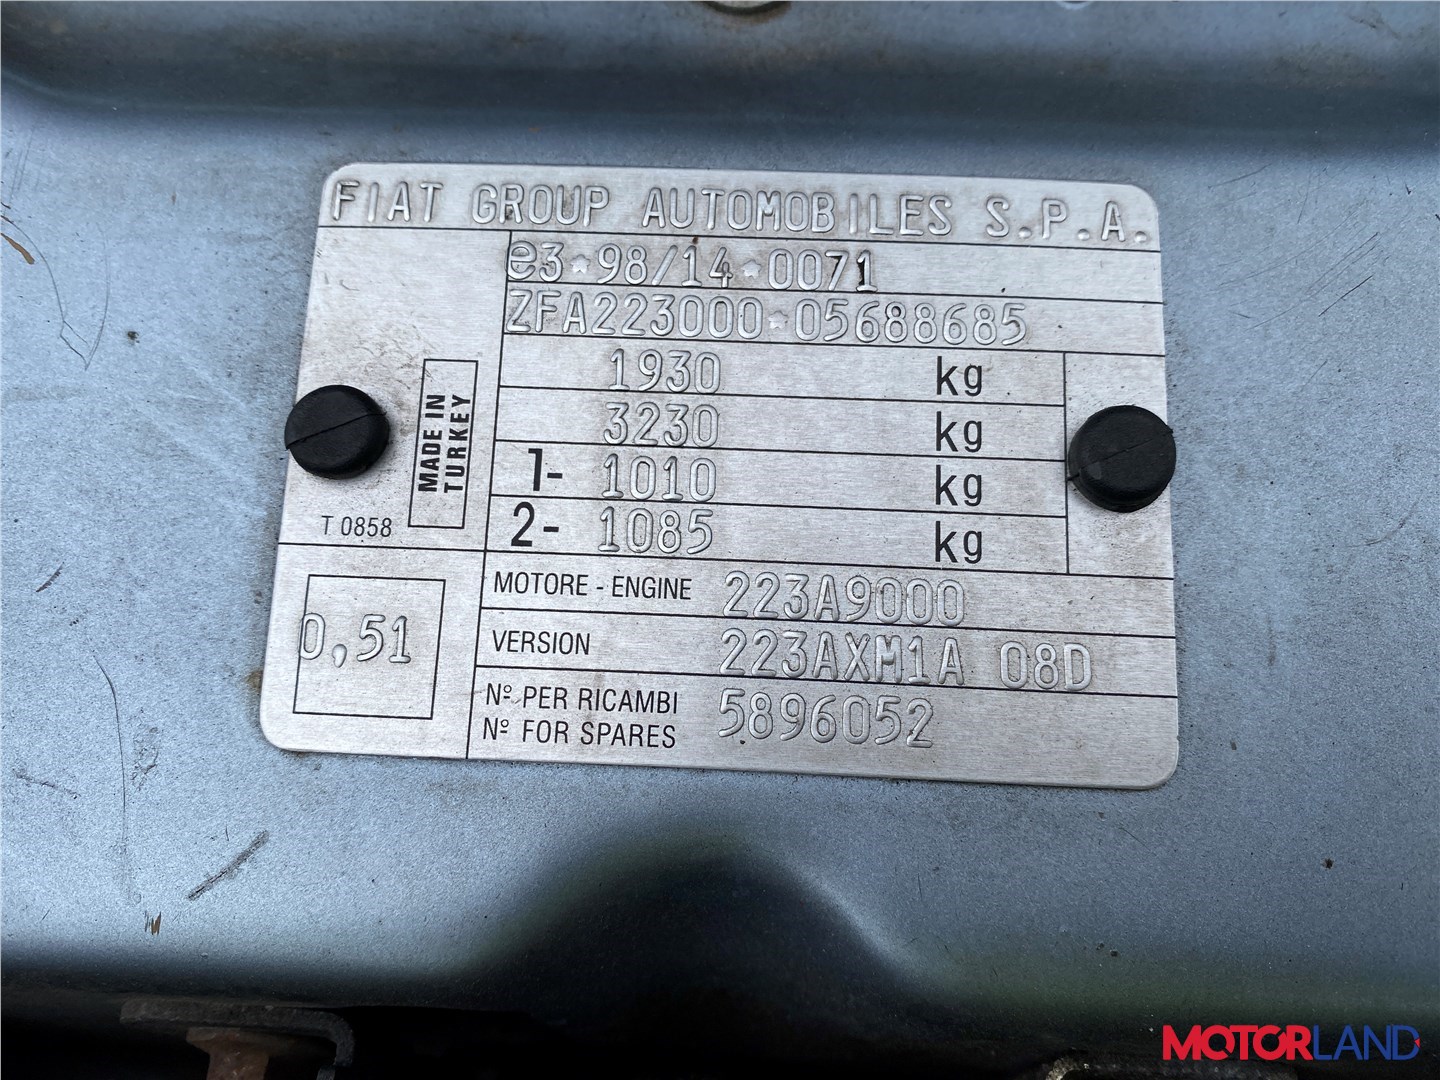 FIAT GROUP AUTOMOBILES S.P.A.
e3*98/14*0071
ZFA223000*05688685
1930 kg
3230 kg
1- 1010 kg
2- 1085 kg
MADE IN
TURKEY
T 0858
0,51
MOTORE - ENGINE 223A9000
VERSION 223AXM1A 08D
Nº PER RICAMBI
Nº FOR SPARES
5896052
MOTORLAND